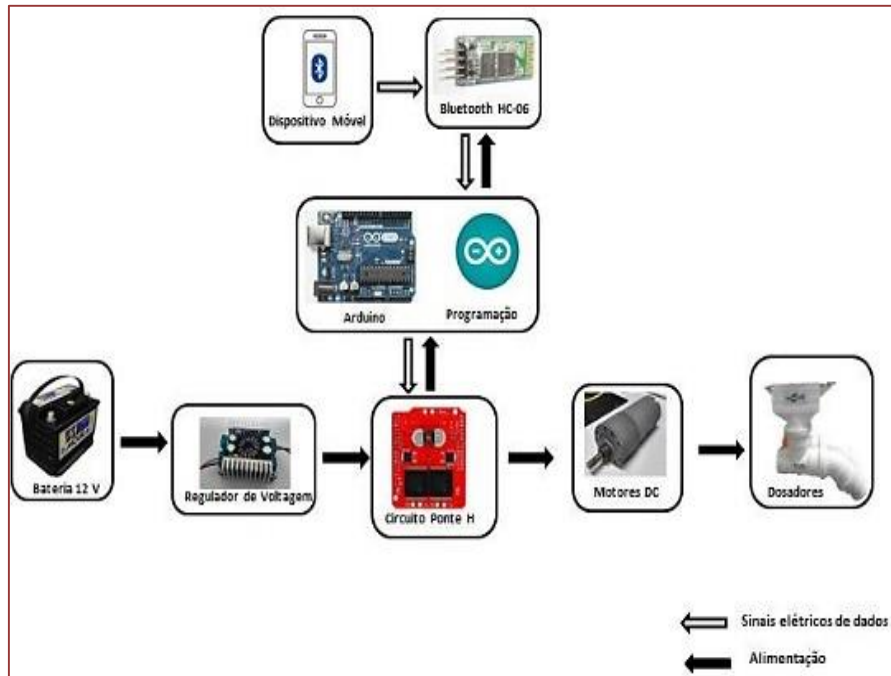 Dispositivo Móvel
Bluetooth HC-06
Arduino
Programação
Bateria 12 V
Regulador de Voltagem
Circuito Ponte H
Motores DC
Dosadores
Sinais elétricos de dados
Alimentação